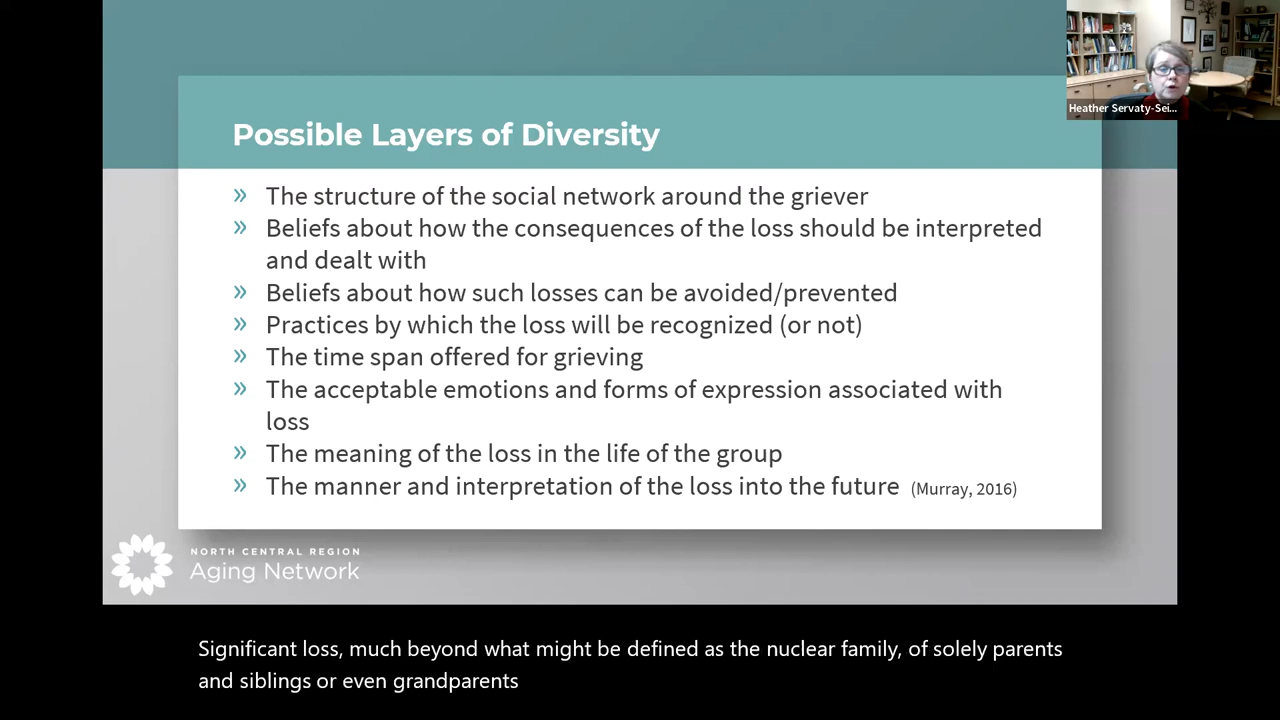 Heather Servaty-Sei...
Possible Layers of Diversity
» The structure of the social network around the griever
» Beliefs about how the consequences of the loss should be interpreted
and dealt with
» Beliefs about how such losses can be avoided/prevented
» Practices by which the loss will be recognized (or not)
» The time span offered for grieving
» The acceptable emotions and forms of expression associated with
loss
» The meaning of the loss in the life of the group
» The manner and interpretation of the loss into the future (Murray, 2016)
NORTH CENTRAL REGION
Aging Network
Significant loss, much beyond what might be defined as the nuclear family, of solely parents
and siblings or even grandparents